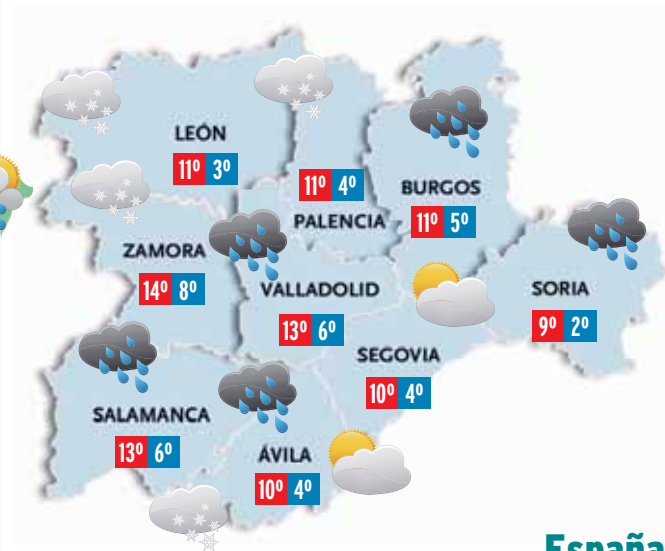 LEÓN
11º 3º
11º 4º
PALENCIA
BURGOS
11º 5º
ZAMORA
14º 8º
VALLADOLID
13º 6º
SORIA
9º 2º
SEGOVIA
10º 4º
SALAMANCA
13º 6º
ÁVILA
10º 4º
España